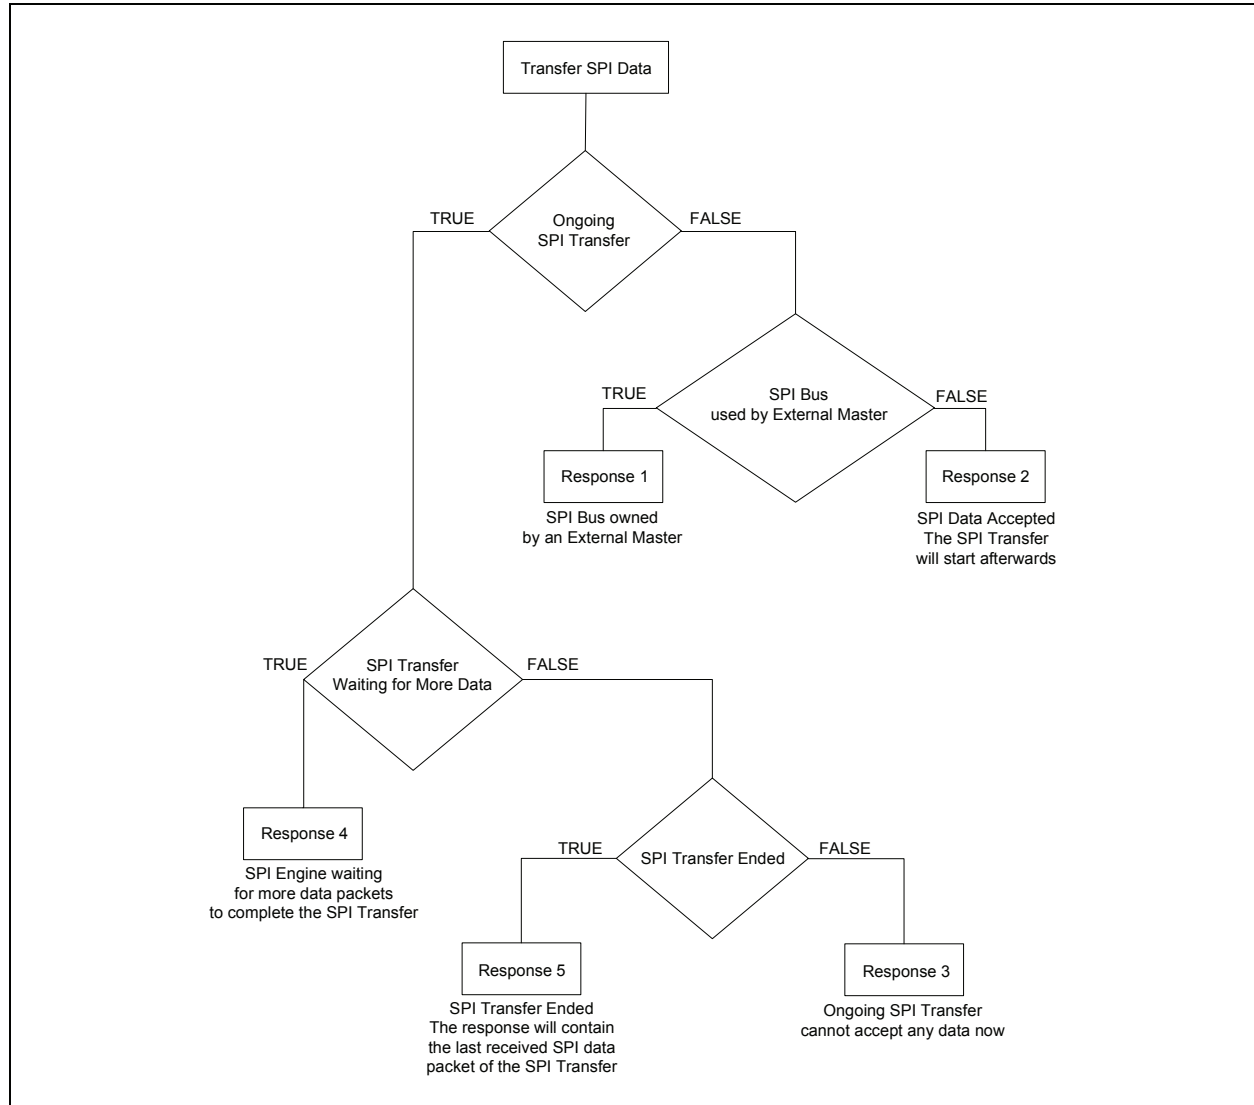 Transfer SPI Data
TRUE
Ongoing
SPI Transfer
FALSE
TRUE
SPI Bus
used by External Master
FALSE
Response 1
SPI Bus owned
by an External Master
Response 2
SPI Data Accepted
The SPI Transfer
will start afterwards
TRUE
SPI Transfer
Waiting for More Data
FALSE
Response 4
SPI Engine waiting
for more data packets
to complete the SPI Transfer
TRUE
SPI Transfer Ended
FALSE
Response 5
SPI Transfer Ended
The response will contain
the last received SPI data
packet of the SPI Transfer
Response 3
Ongoing SPI Transfer
cannot accept any data now